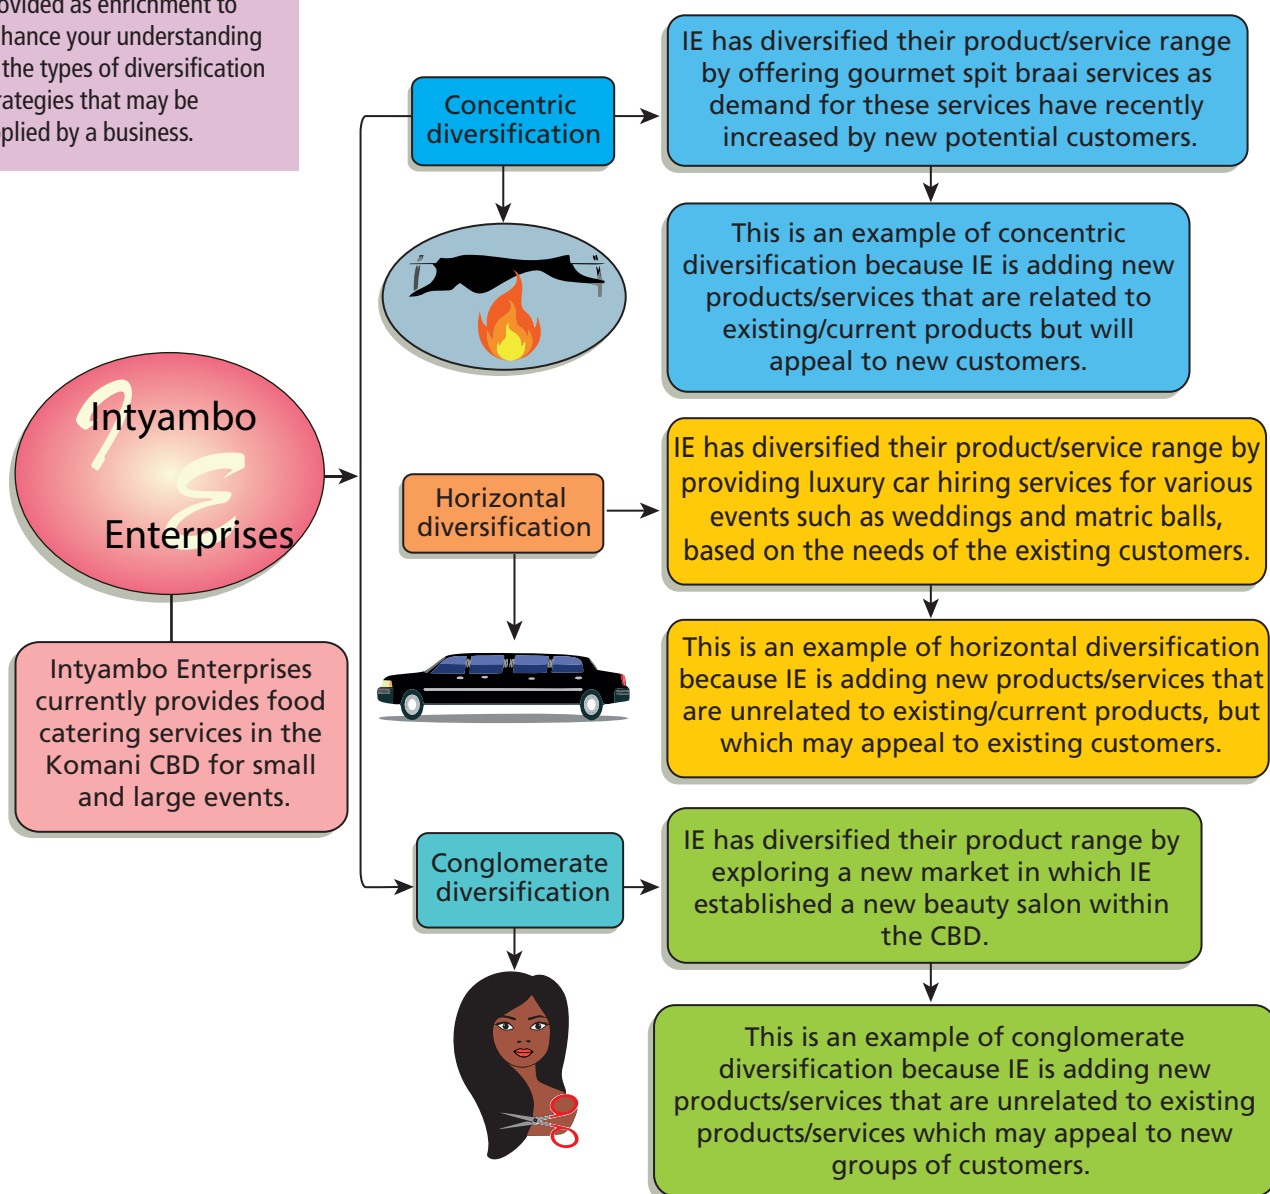 as enrichment to
your understanding
the types of diversification
that may be
by a business.
Concentric
diversification
IE has diversified their product/service range
by offering gourmet spit braai services as
demand for these services have recently
increased by new potential customers.
This is an example of concentric
diversification because IE is adding new
products/services that are related to
existing/current products but will
appeal to new customers.
I
Intyambo
E
Enterprises
Intyambo Enterprises
currently provides food
catering services in the
Komani CBD for small
and large events.
Horizontal
diversification
IE has diversified their product/service range by
providing luxury car hiring services for various
events such as weddings and matric balls,
based on the needs of the existing customers.
This is an example of horizontal diversification
because IE is adding new products/services that
are unrelated to existing/current products, but
which may appeal to existing customers.
Conglomerate
diversification
IE has diversified their product range by
exploring a new market in which IE
established a new beauty salon within
the CBD.
This is an example of conglomerate
diversification because IE is adding new
products/services that are unrelated to existing
products/services which may appeal to new
groups of customers.